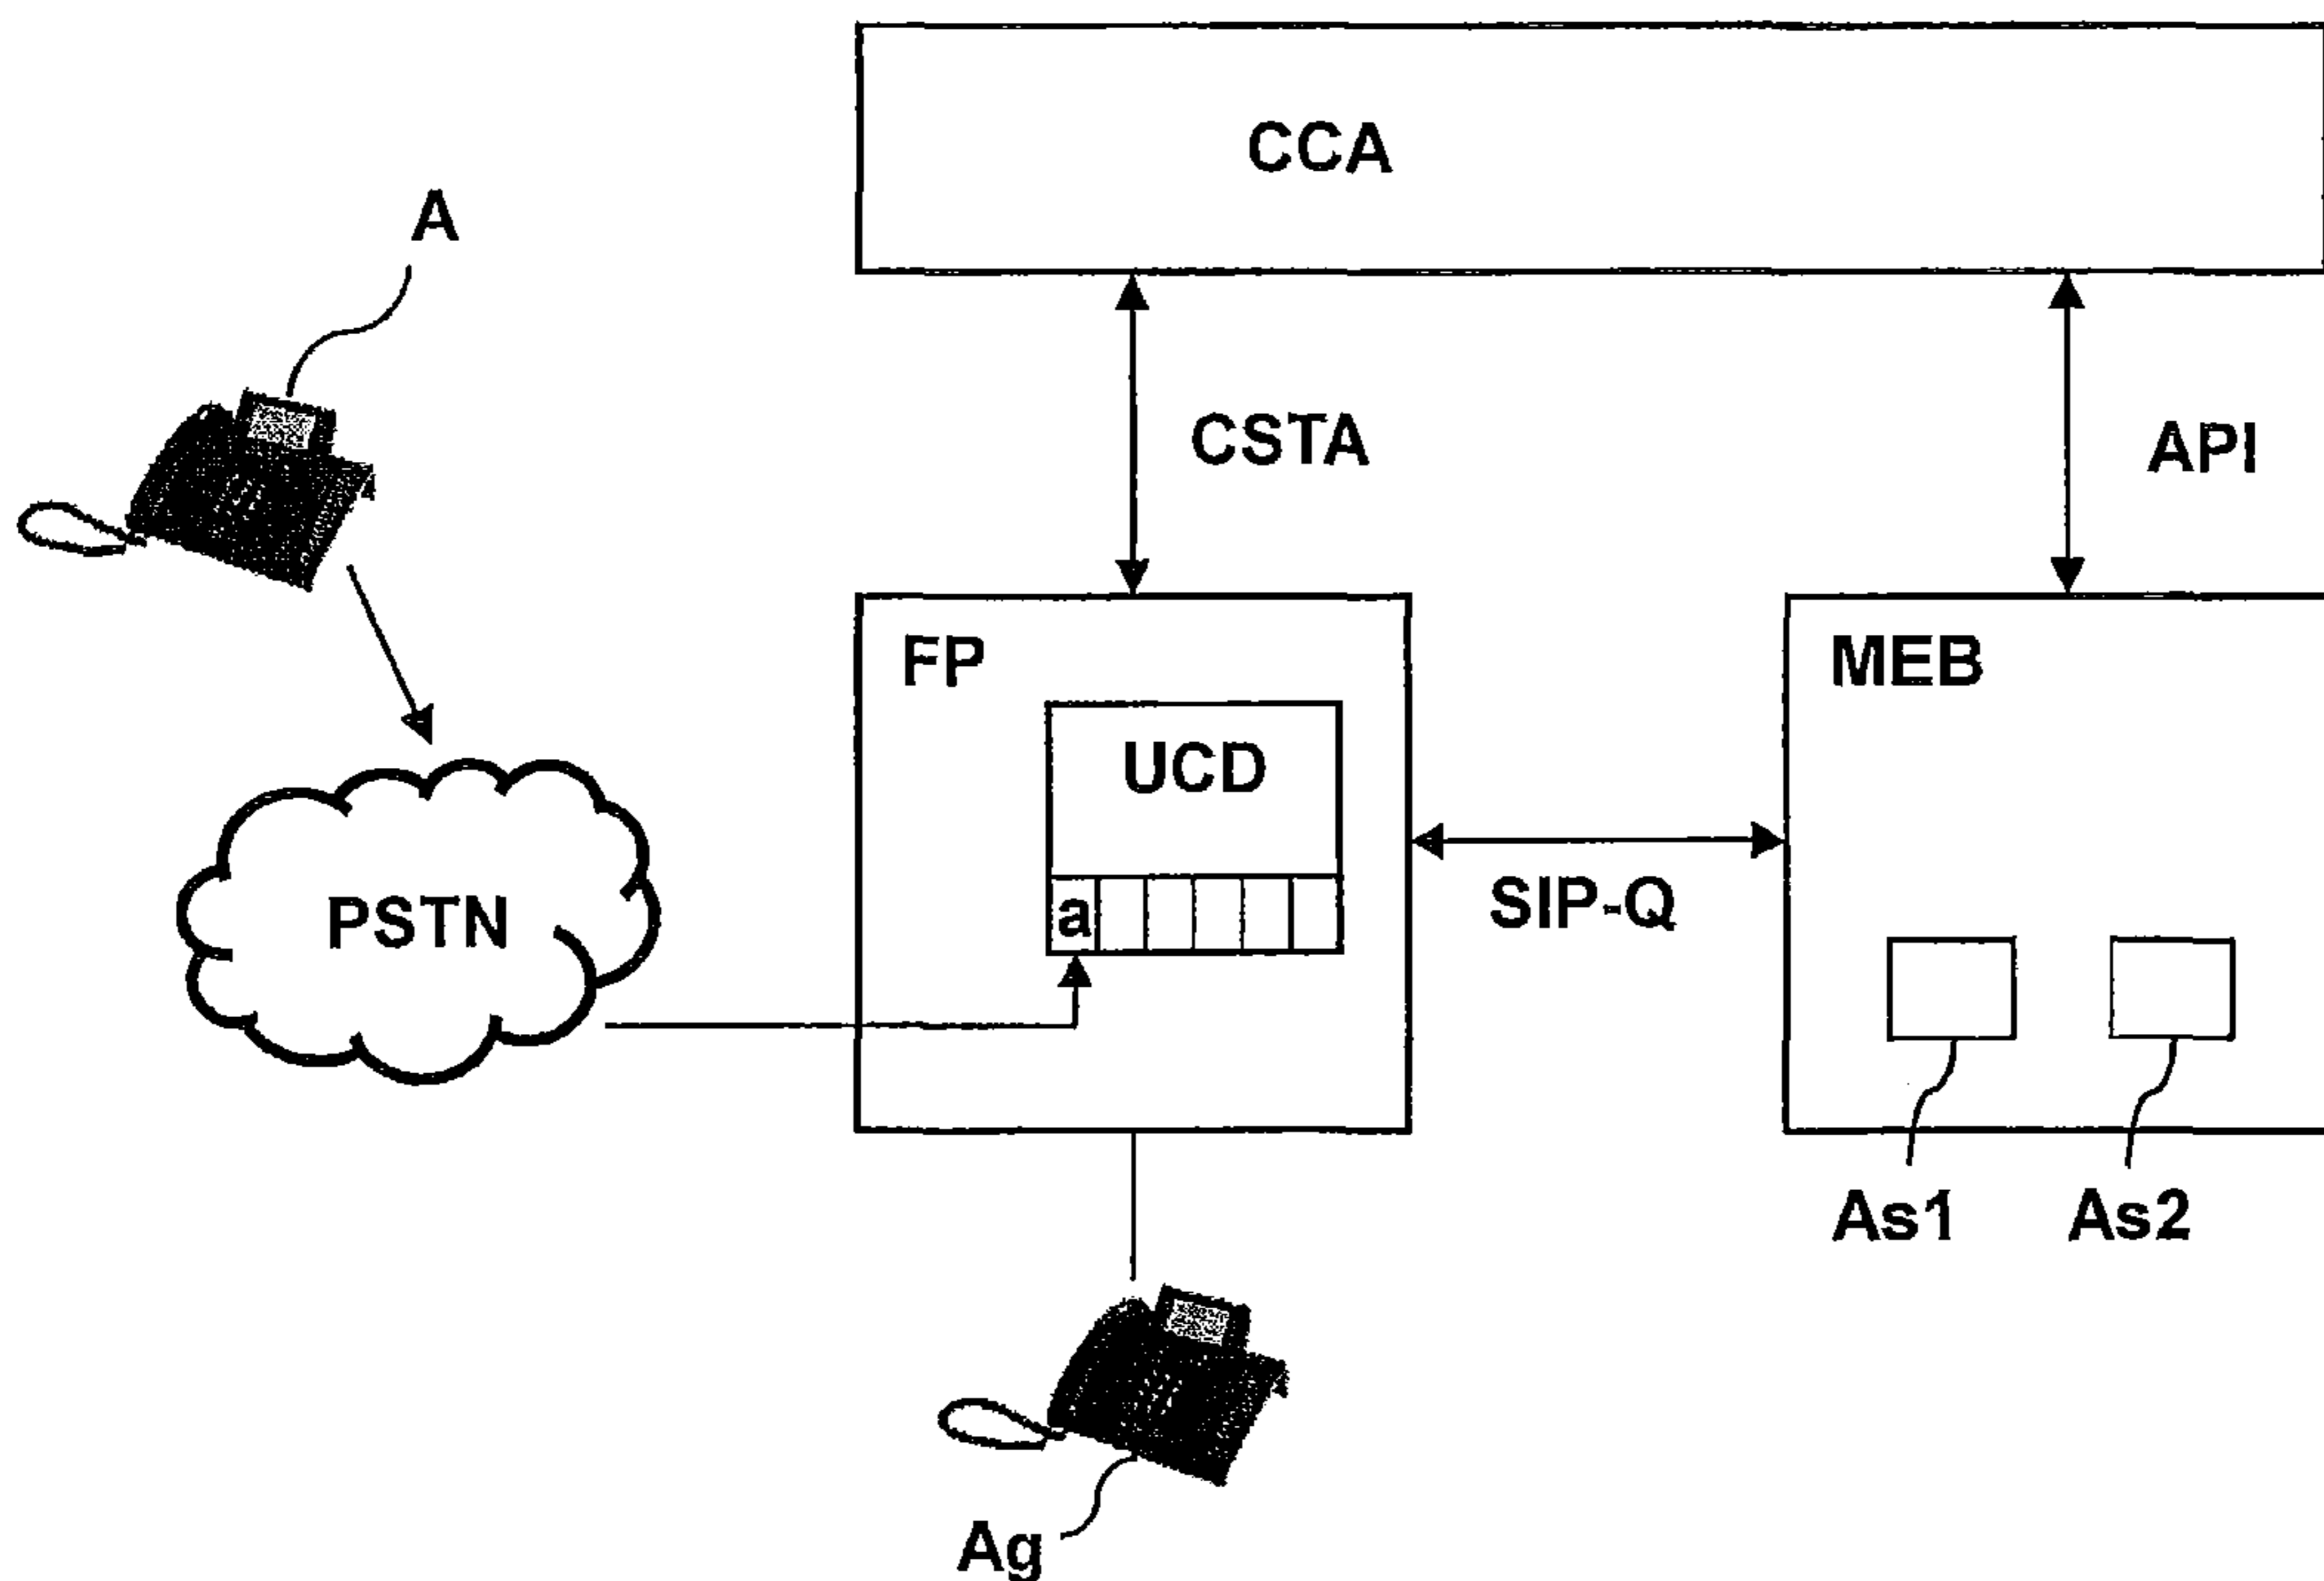 CCA
A
CSTA
API
FP
MEB
UCD
a
PSTN
SIP-Q
As1
As2
Ag